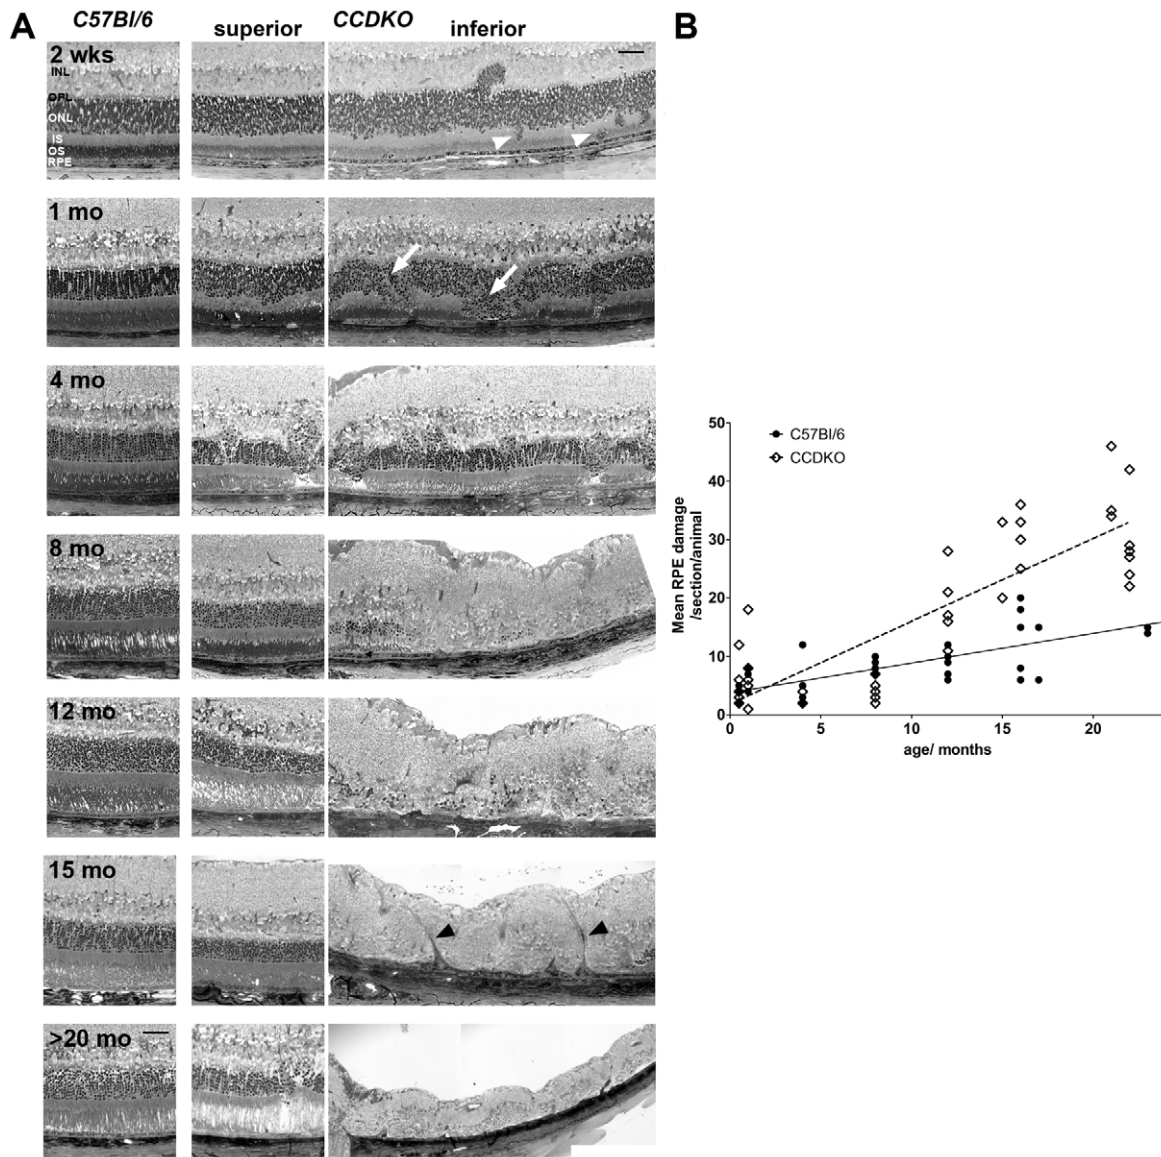 A
C57Bl/6
CCDKO
superior
inferior
2 wks
INL
OPL
ONL
IS
OS
RPE
1 mo
4 mo
8 mo
12 mo
15 mo
>20 mo
B
Mean RPE damage
/section/animal
50
40
30
20
10
0
C57Bl/6
CCDKO
0
5
10
15
20
age/ months